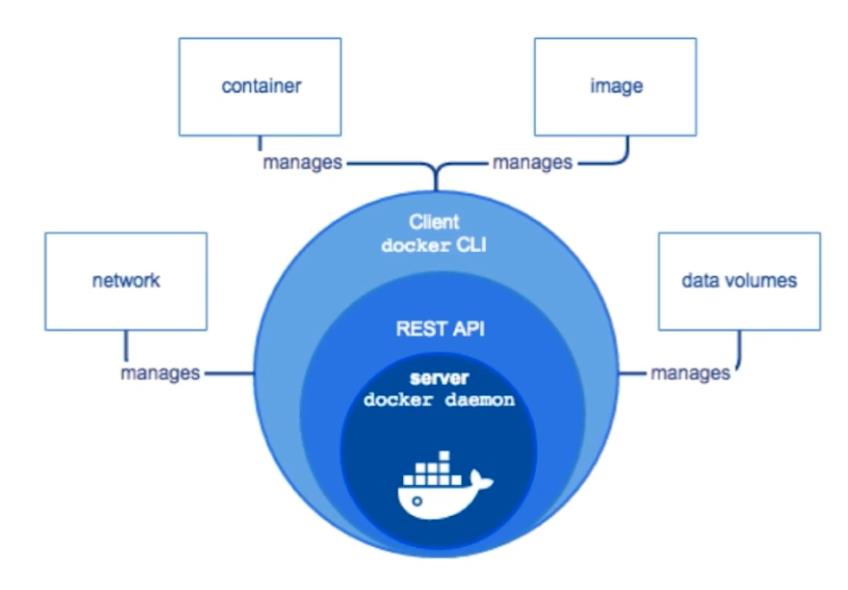 container
image
manages
manages
Client
docker CLI
network
data volumes
REST API
manages
manages
server
docker daemon